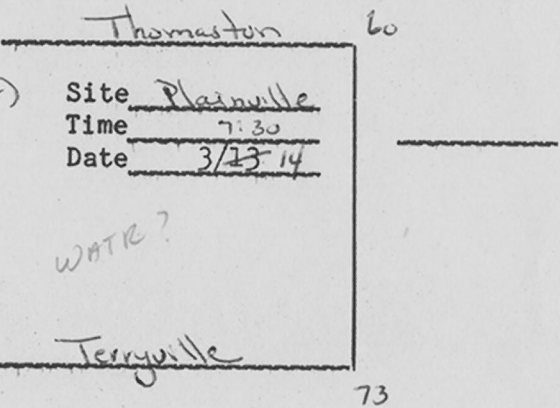 Thomaston 60
Site Plainville
Time 7:30
Date 3/13 14
WATR?
Terryville
73